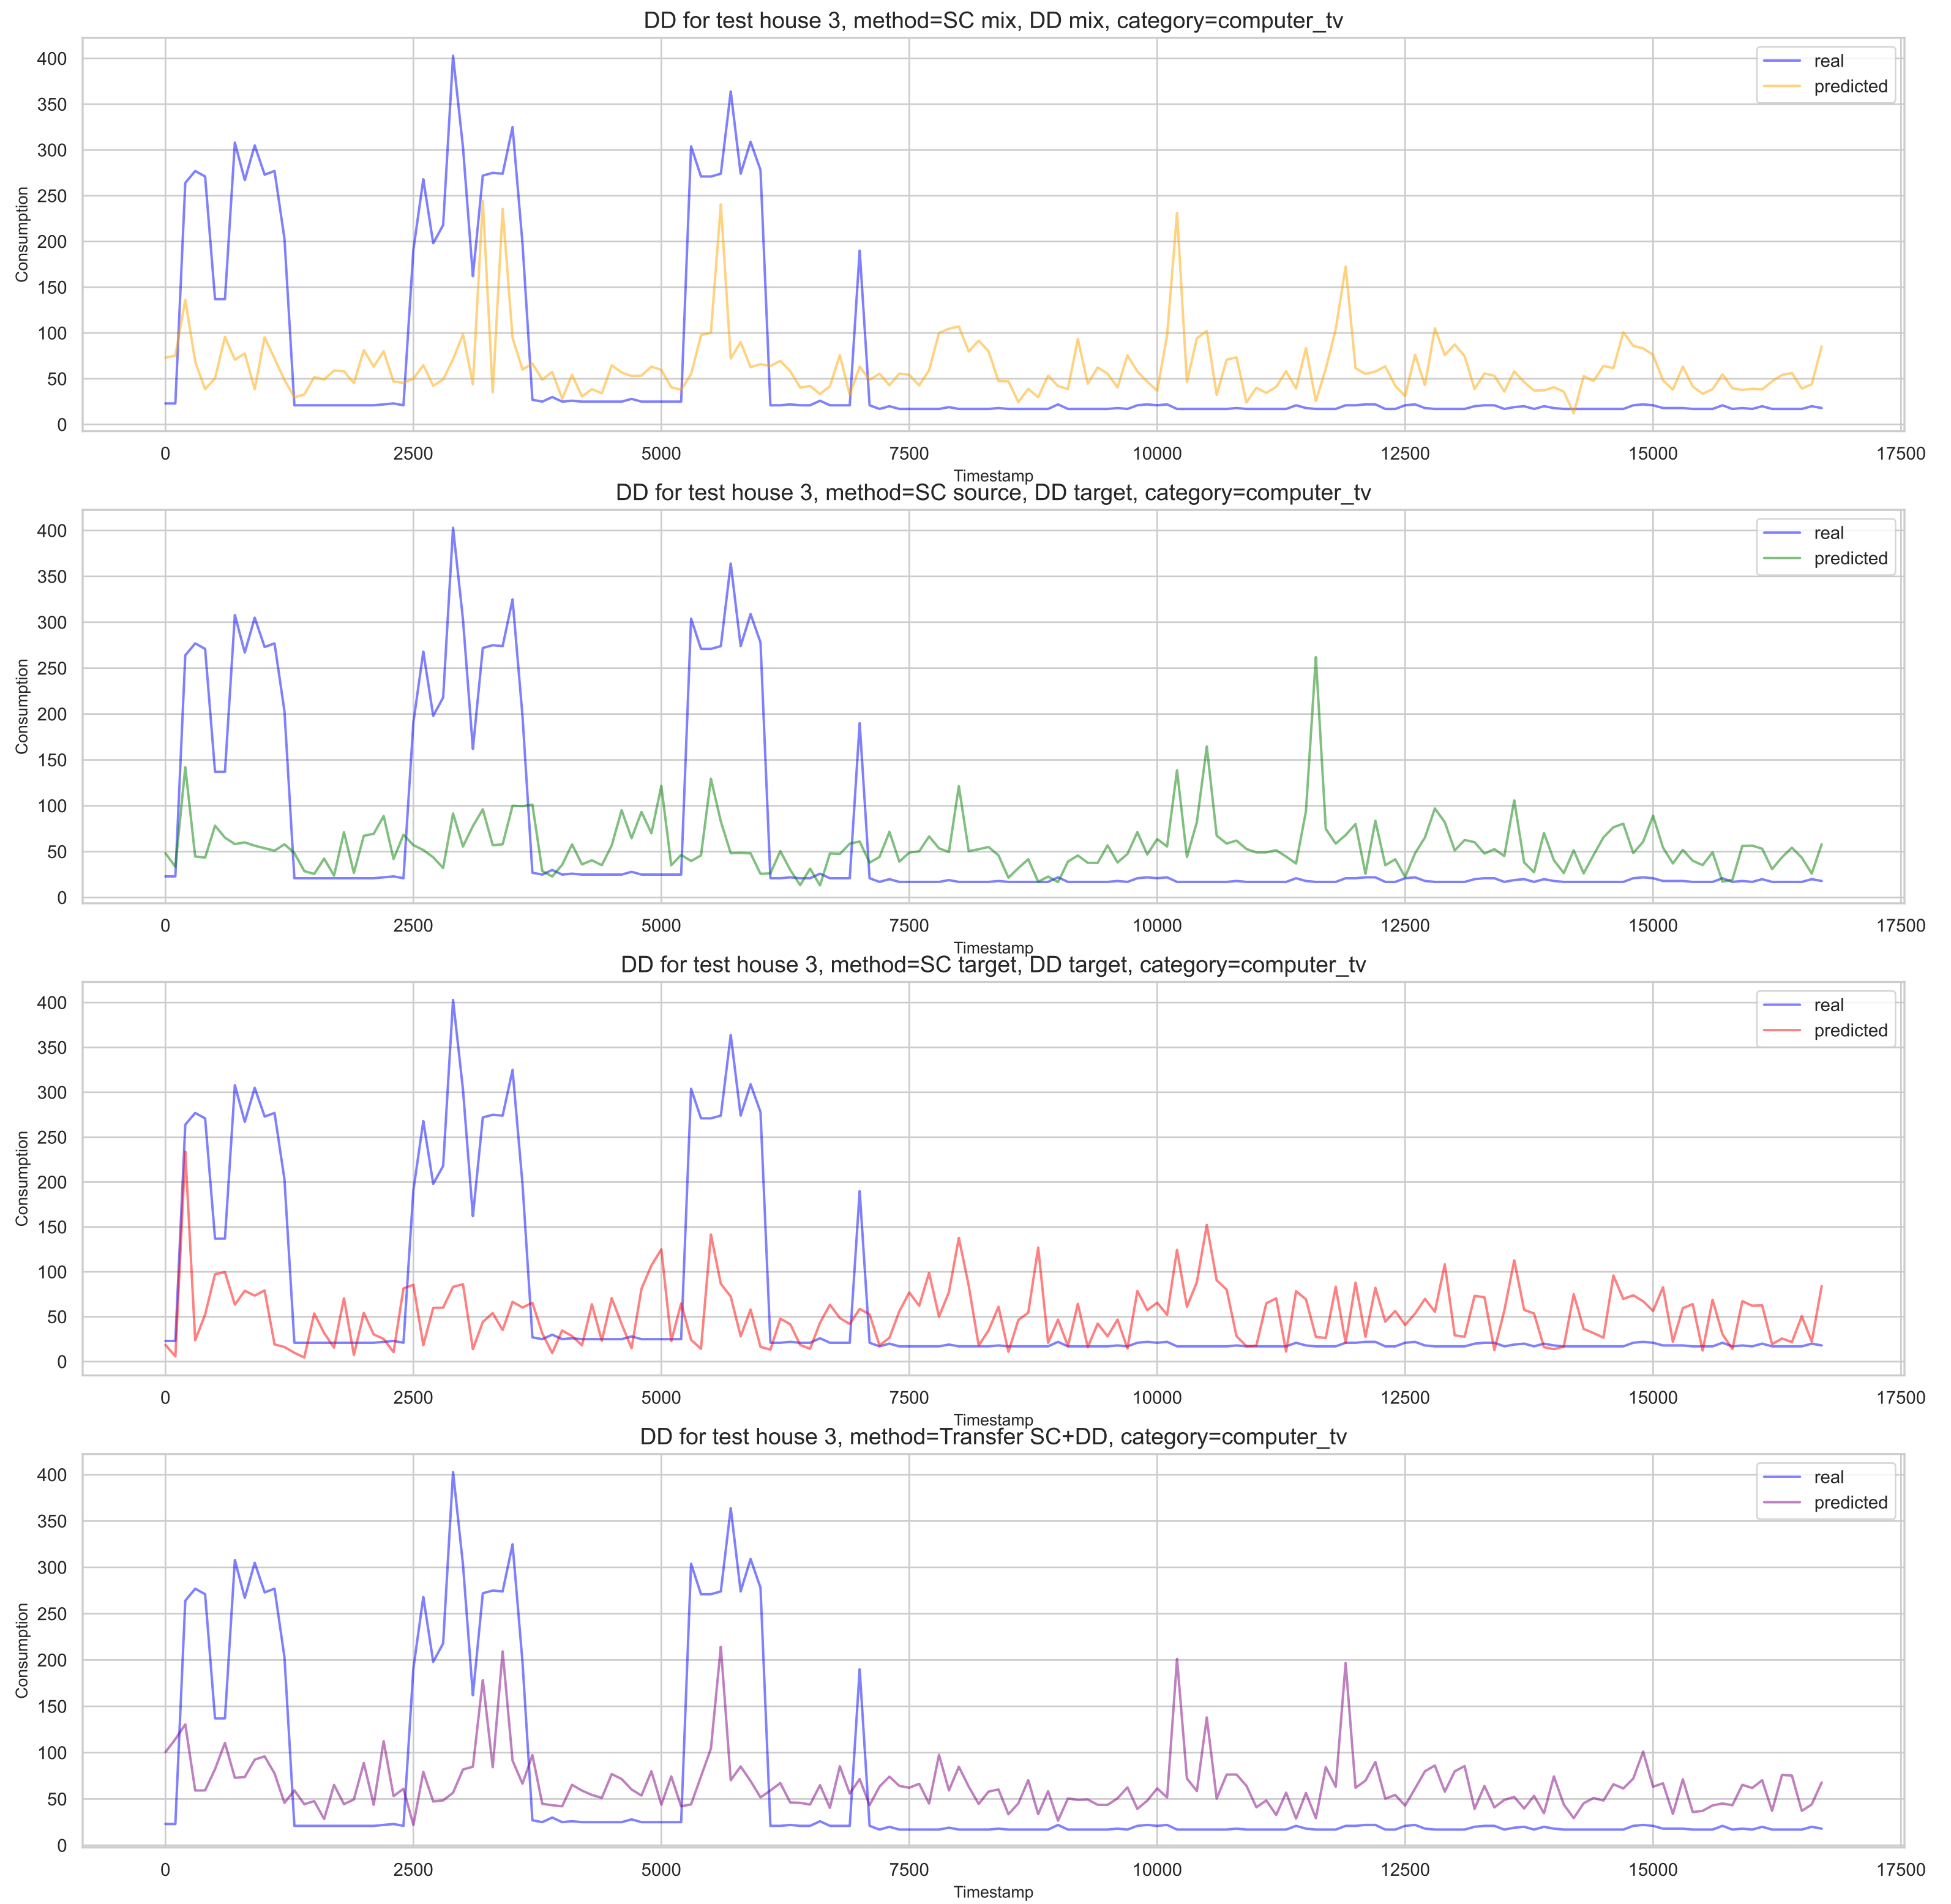 DD for test house 3, method=SC mix, DD mix, category=computer_tv
400
350
300
250
200
150
100
50
0
Consumption
real
predicted
0 2500 5000 7500 10000 12500 15000 17500
Timestamp
DD for test house 3, method=SC source, DD target, category=computer_tv
400
350
300
250
200
150
100
50
0
Consumption
real
predicted
0 2500 5000 7500 10000 12500 15000 17500
Timestamp
DD for test house 3, method=SC target, DD target, category=computer_tv
400
350
300
250
200
150
100
50
0
Consumption
real
predicted
0 2500 5000 7500 10000 12500 15000 17500
Timestamp
DD for test house 3, method=Transfer SC+DD, category=computer_tv
400
350
300
250
200
150
100
50
0
Consumption
real
predicted
0 2500 5000 7500 10000 12500 15000 17500
Timestamp